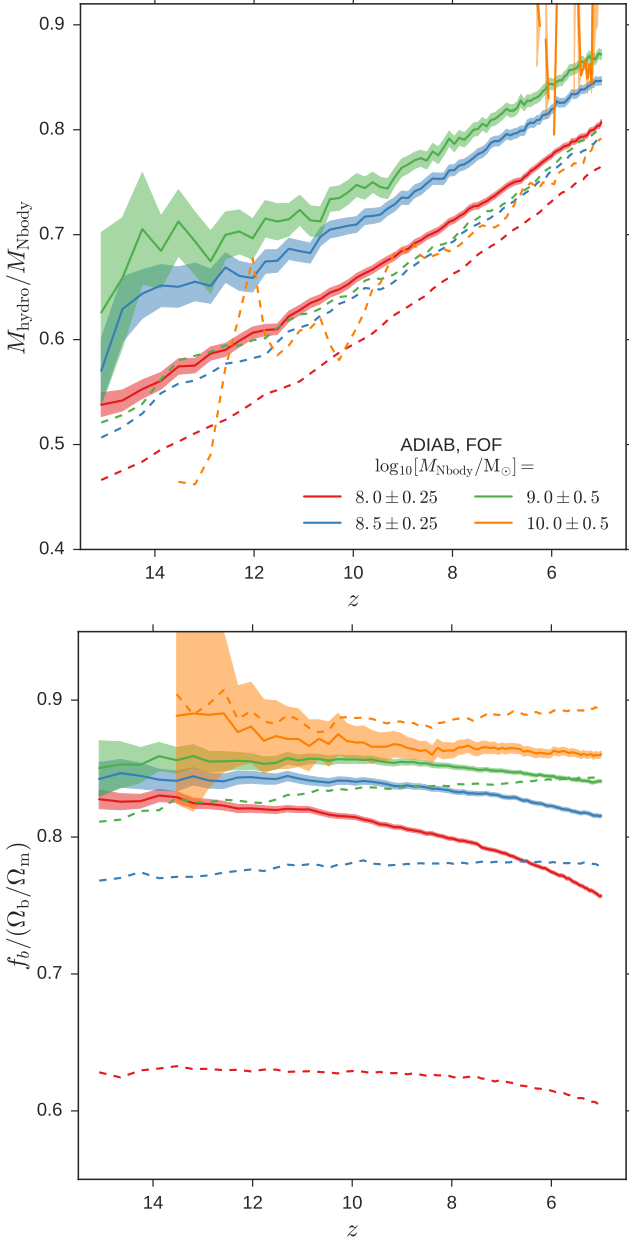 0.9
0.8
0.7
0.6
0.5
0.4
M_hydro/M_Nbody
ADIAB, FOF
log₁₀[M_Nbody/M_⊙] =
8.0 ± 0.25 9.0 ± 0.5
8.5 ± 0.25 10.0 ± 0.5
14 12 10 8 6
z
0.9
0.8
0.7
0.6
f_b/(Ω_b/Ω_m)
14 12 10 8 6
z